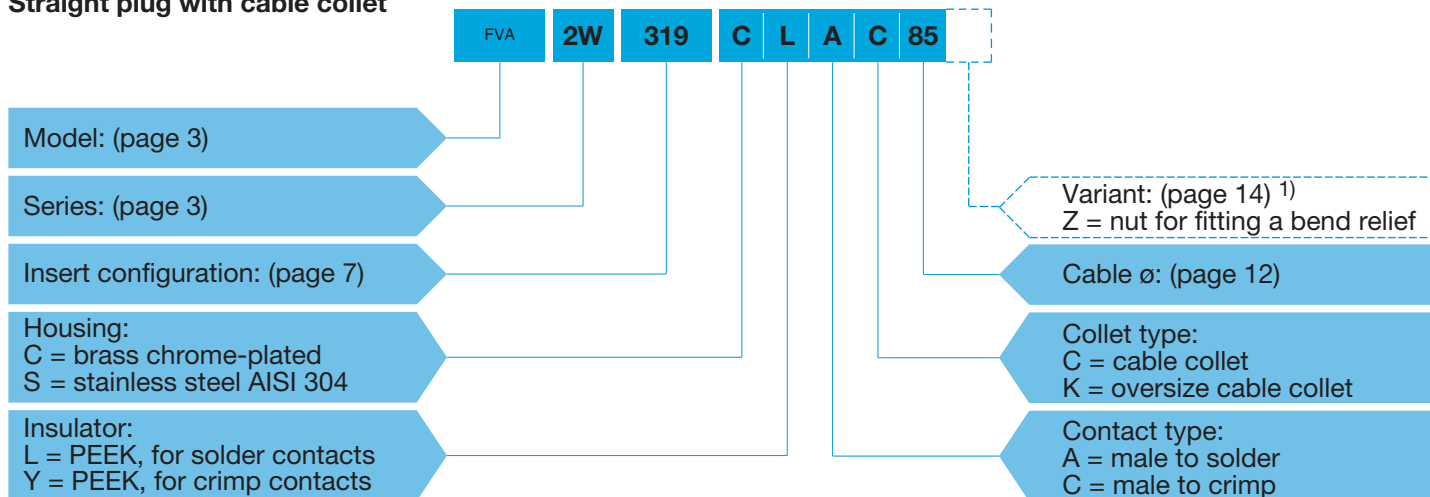 Straight plug with cable collet
FVA 2W 319 C L A C 85
Model: (page 3)
Series: (page 3)
Insert configuration: (page 7)
Housing:
C = brass chrome-plated
S = stainless steel AISI 304
Insulator:
L = PEEK, for solder contacts
Y = PEEK, for crimp contacts
Variant: (page 14) 1)
Z = nut for fitting a bend relief
Cable ø: (page 12)
Collet type:
C = cable collet
K = oversize cable collet
Contact type:
A = male to solder
C = male to crimp